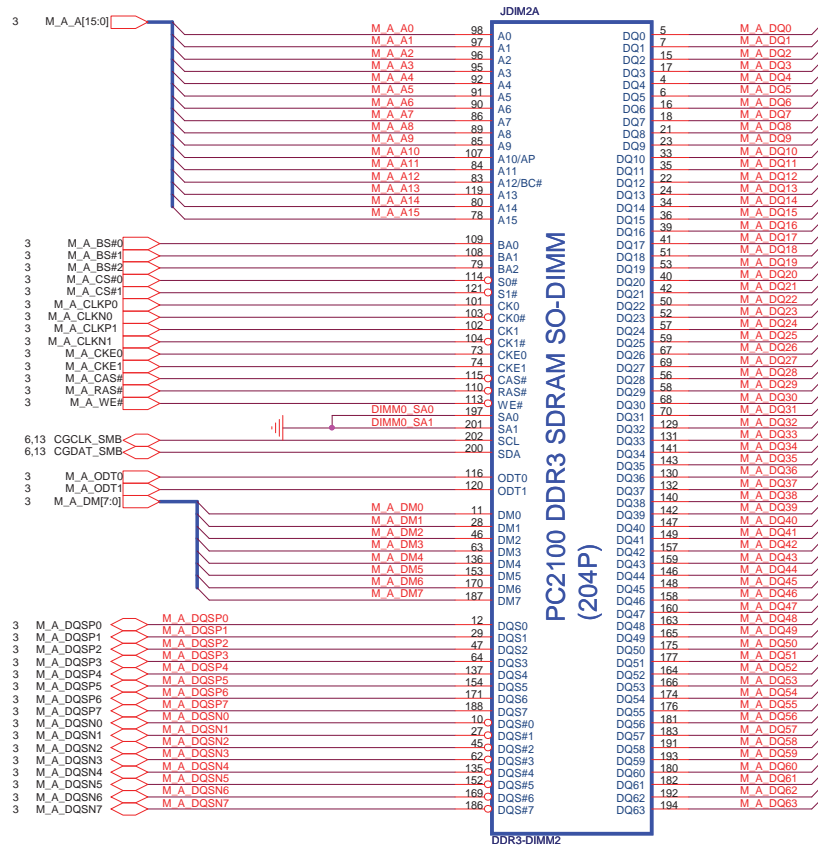 JDIM2A
3 M_A_A[15:0]
M_A_A0 98 A0 DQ0 5 M_A_DQ0
M_A_A1 97 A1 DQ1 7 M_A_DQ1
M_A_A2 96 A2 DQ2 15 M_A_DQ2
M_A_A3 95 A3 DQ3 17 M_A_DQ3
M_A_A4 92 A4 DQ4 4 M_A_DQ4
M_A_A5 91 A5 DQ5 6 M_A_DQ5
M_A_A6 90 A6 DQ6 16 M_A_DQ6
M_A_A7 86 A7 DQ7 18 M_A_DQ7
M_A_A8 89 A8 DQ8 21 M_A_DQ8
M_A_A9 85 A9 DQ9 23 M_A_DQ9
M_A_A10 107 A10/AP DQ10 33 M_A_DQ10
M_A_A11 84 A11 DQ11 35 M_A_DQ11
M_A_A12 83 A12/BC# DQ12 22 M_A_DQ12
M_A_A13 119 A13 DQ13 24 M_A_DQ13
M_A_A14 80 A14 DQ14 34 M_A_DQ14
M_A_A15 78 A15 DQ15 36 M_A_DQ15
DQ16 39 M_A_DQ16
3 M_A_BS#0 109 BA0 DQ17 41 M_A_DQ17
3 M_A_BS#1 108 BA1 DQ18 51 M_A_DQ18
3 M_A_BS#2 79 BA2 DQ19 53 M_A_DQ19
3 M_A_CS#0 114 S0# DQ20 40 M_A_DQ20
3 M_A_CS#1 121 S1# DQ21 42 M_A_DQ21
3 M_A_CLKP0 101 CK0 DQ22 50 M_A_DQ22
3 M_A_CLKN0 103 CK0# DQ23 52 M_A_DQ23
3 M_A_CLKP1 102 CK1 DQ24 57 M_A_DQ24
3 M_A_CLKN1 104 CK1# DQ25 59 M_A_DQ25
3 M_A_CKE0 73 CKE0 DQ26 67 M_A_DQ26
3 M_A_CKE1 74 CKE1 DQ27 69 M_A_DQ27
3 M_A_CAS# 115 CAS# DQ28 56 M_A_DQ28
3 M_A_RAS# 110 RAS# DQ29 58 M_A_DQ29
3 M_A_WE# 113 WE# DQ30 68 M_A_DQ30
DIMM0_SA0 197 SA0 DQ31 70 M_A_DQ31
DIMM0_SA1 201 SA1 DQ32 129 M_A_DQ32
6,13 CGCLK_SMB 202 SCL DQ33 131 M_A_DQ33
6,13 CGDAT_SMB 200 SDA DQ34 141 M_A_DQ34
DQ35 143 M_A_DQ35
3 M_A_ODT0 116 ODT0 DQ36 130 M_A_DQ36
3 M_A_ODT1 120 ODT1 DQ37 132 M_A_DQ37
3 M_A_DM[7:0] DQ38 140 M_A_DQ38
M_A_DM0 11 DM0 DQ39 142 M_A_DQ39
M_A_DM1 28 DM1 DQ40 147 M_A_DQ40
M_A_DM2 46 DM2 DQ41 149 M_A_DQ41
M_A_DM3 63 DM3 DQ42 157 M_A_DQ42
M_A_DM4 136 DM4 DQ43 159 M_A_DQ43
M_A_DM5 153 DM5 DQ44 146 M_A_DQ44
M_A_DM6 170 DM6 DQ45 148 M_A_DQ45
M_A_DM7 187 DM7 DQ46 158 M_A_DQ46
DQ47 160 M_A_DQ47
3 M_A_DQSP0 M_A_DQSP0 12 DQS0 DQ48 163 M_A_DQ48
3 M_A_DQSP1 M_A_DQSP1 29 DQS1 DQ49 165 M_A_DQ49
3 M_A_DQSP2 M_A_DQSP2 47 DQS2 DQ50 175 M_A_DQ50
3 M_A_DQSP3 M_A_DQSP3 64 DQS3 DQ51 177 M_A_DQ51
3 M_A_DQSP4 M_A_DQSP4 137 DQS4 DQ52 164 M_A_DQ52
3 M_A_DQSP5 M_A_DQSP5 154 DQS5 DQ53 166 M_A_DQ53
3 M_A_DQSP6 M_A_DQSP6 171 DQS6 DQ54 174 M_A_DQ54
3 M_A_DQSP7 M_A_DQSP7 188 DQS7 DQ55 176 M_A_DQ55
3 M_A_DQSN0 M_A_DQSN0 10 DQS#0 DQ56 181 M_A_DQ56
3 M_A_DQSN1 M_A_DQSN1 27 DQS#1 DQ57 183 M_A_DQ57
3 M_A_DQSN2 M_A_DQSN2 45 DQS#2 DQ58 191 M_A_DQ58
3 M_A_DQSN3 M_A_DQSN3 62 DQS#3 DQ59 193 M_A_DQ59
3 M_A_DQSN4 M_A_DQSN4 135 DQS#4 DQ60 180 M_A_DQ60
3 M_A_DQSN5 M_A_DQSN5 152 DQS#5 DQ61 182 M_A_DQ61
3 M_A_DQSN6 M_A_DQSN6 169 DQS#6 DQ62 192 M_A_DQ62
3 M_A_DQSN7 M_A_DQSN7 186 DQS#7 DQ63 194 M_A_DQ63
PC2100 DDR3 SDRAM SO-DIMM
(204P)
DDR3-DIMM2